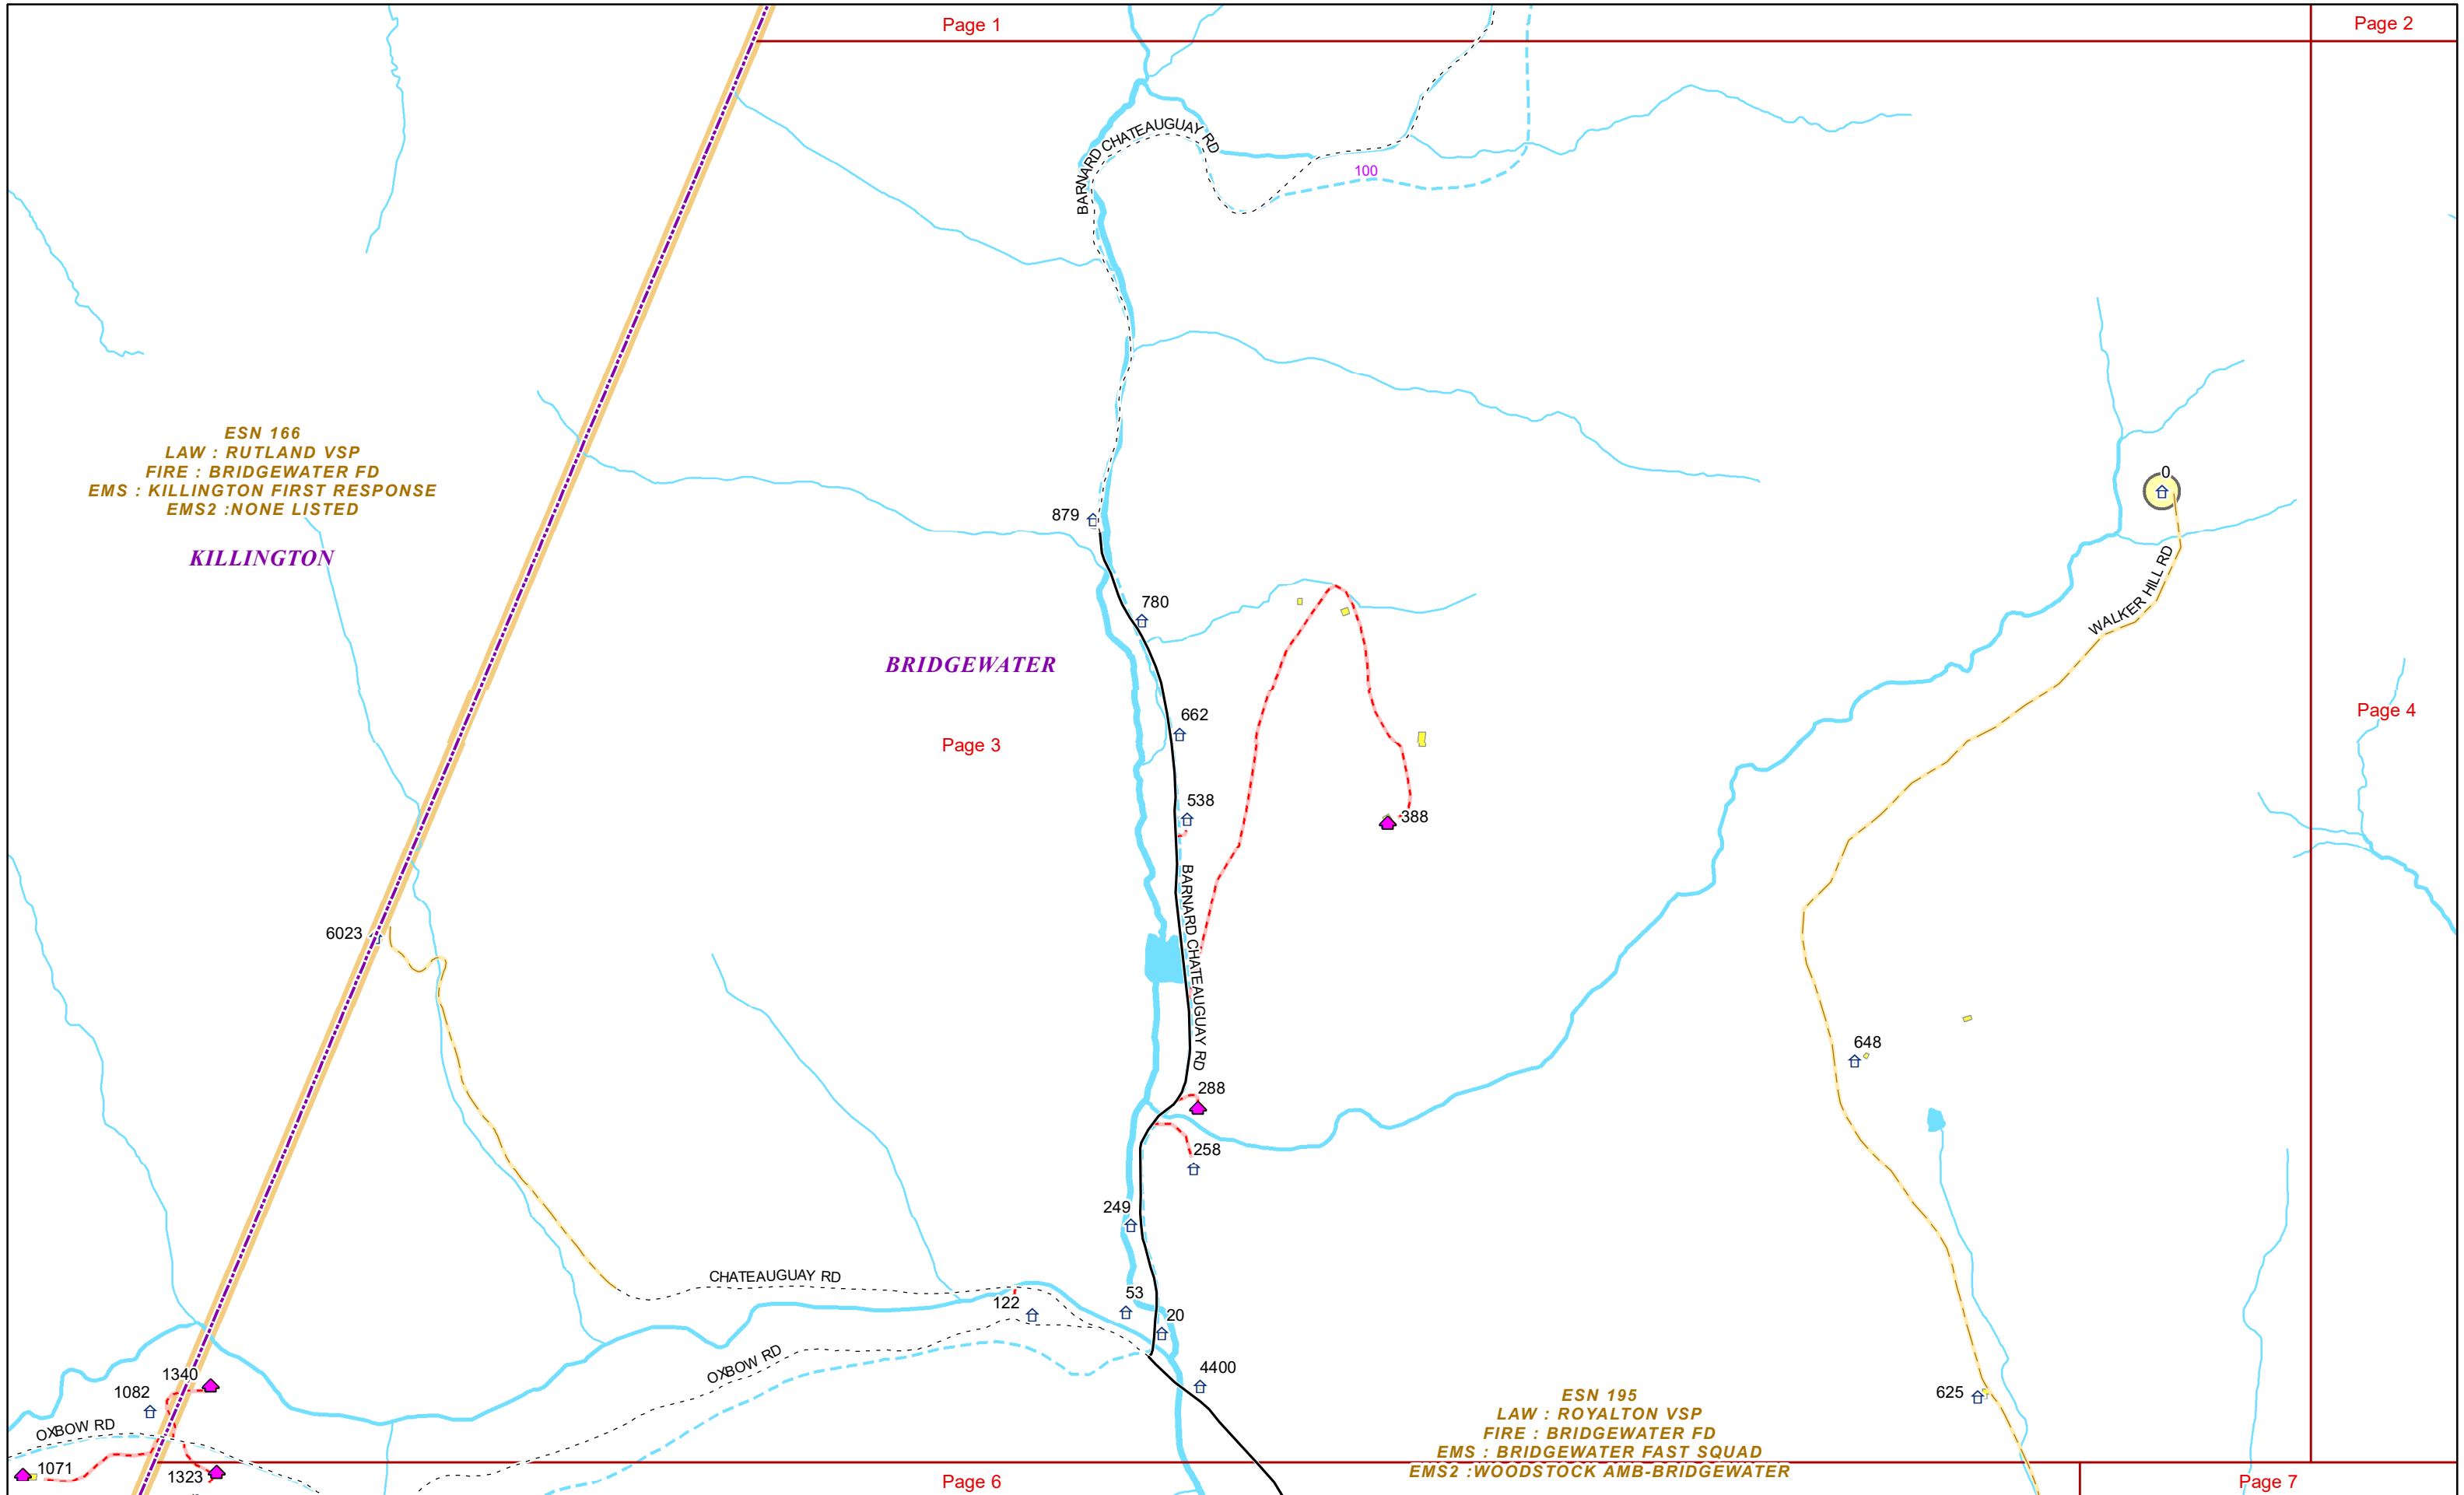 Page 1
Page 2
BARNARD CHATEAUGUAY RD
100
ESN 166
LAW : RUTLAND VSP
FIRE : BRIDGEWATER FD
EMS : KILLINGTON FIRST RESPONSE
EMS2 :NONE LISTED
KILLINGTON
0
879
WALKER HILL RD
780
BRIDGEWATER
662
Page 4
Page 3
538
388
BARNARD CHATEAUGUAY RD
6023
648
288
258
249
CHATEAUGUAY RD
122
53
20
OXBOW RD
4400
1340
1082
625
ESN 195
LAW : ROYALTON VSP
FIRE : BRIDGEWATER FD
EMS : BRIDGEWATER FAST SQUAD
EMS2 :WOODSTOCK AMB-BRIDGEWATER
OXBOW RD
1071
1323
Page 6
Page 7